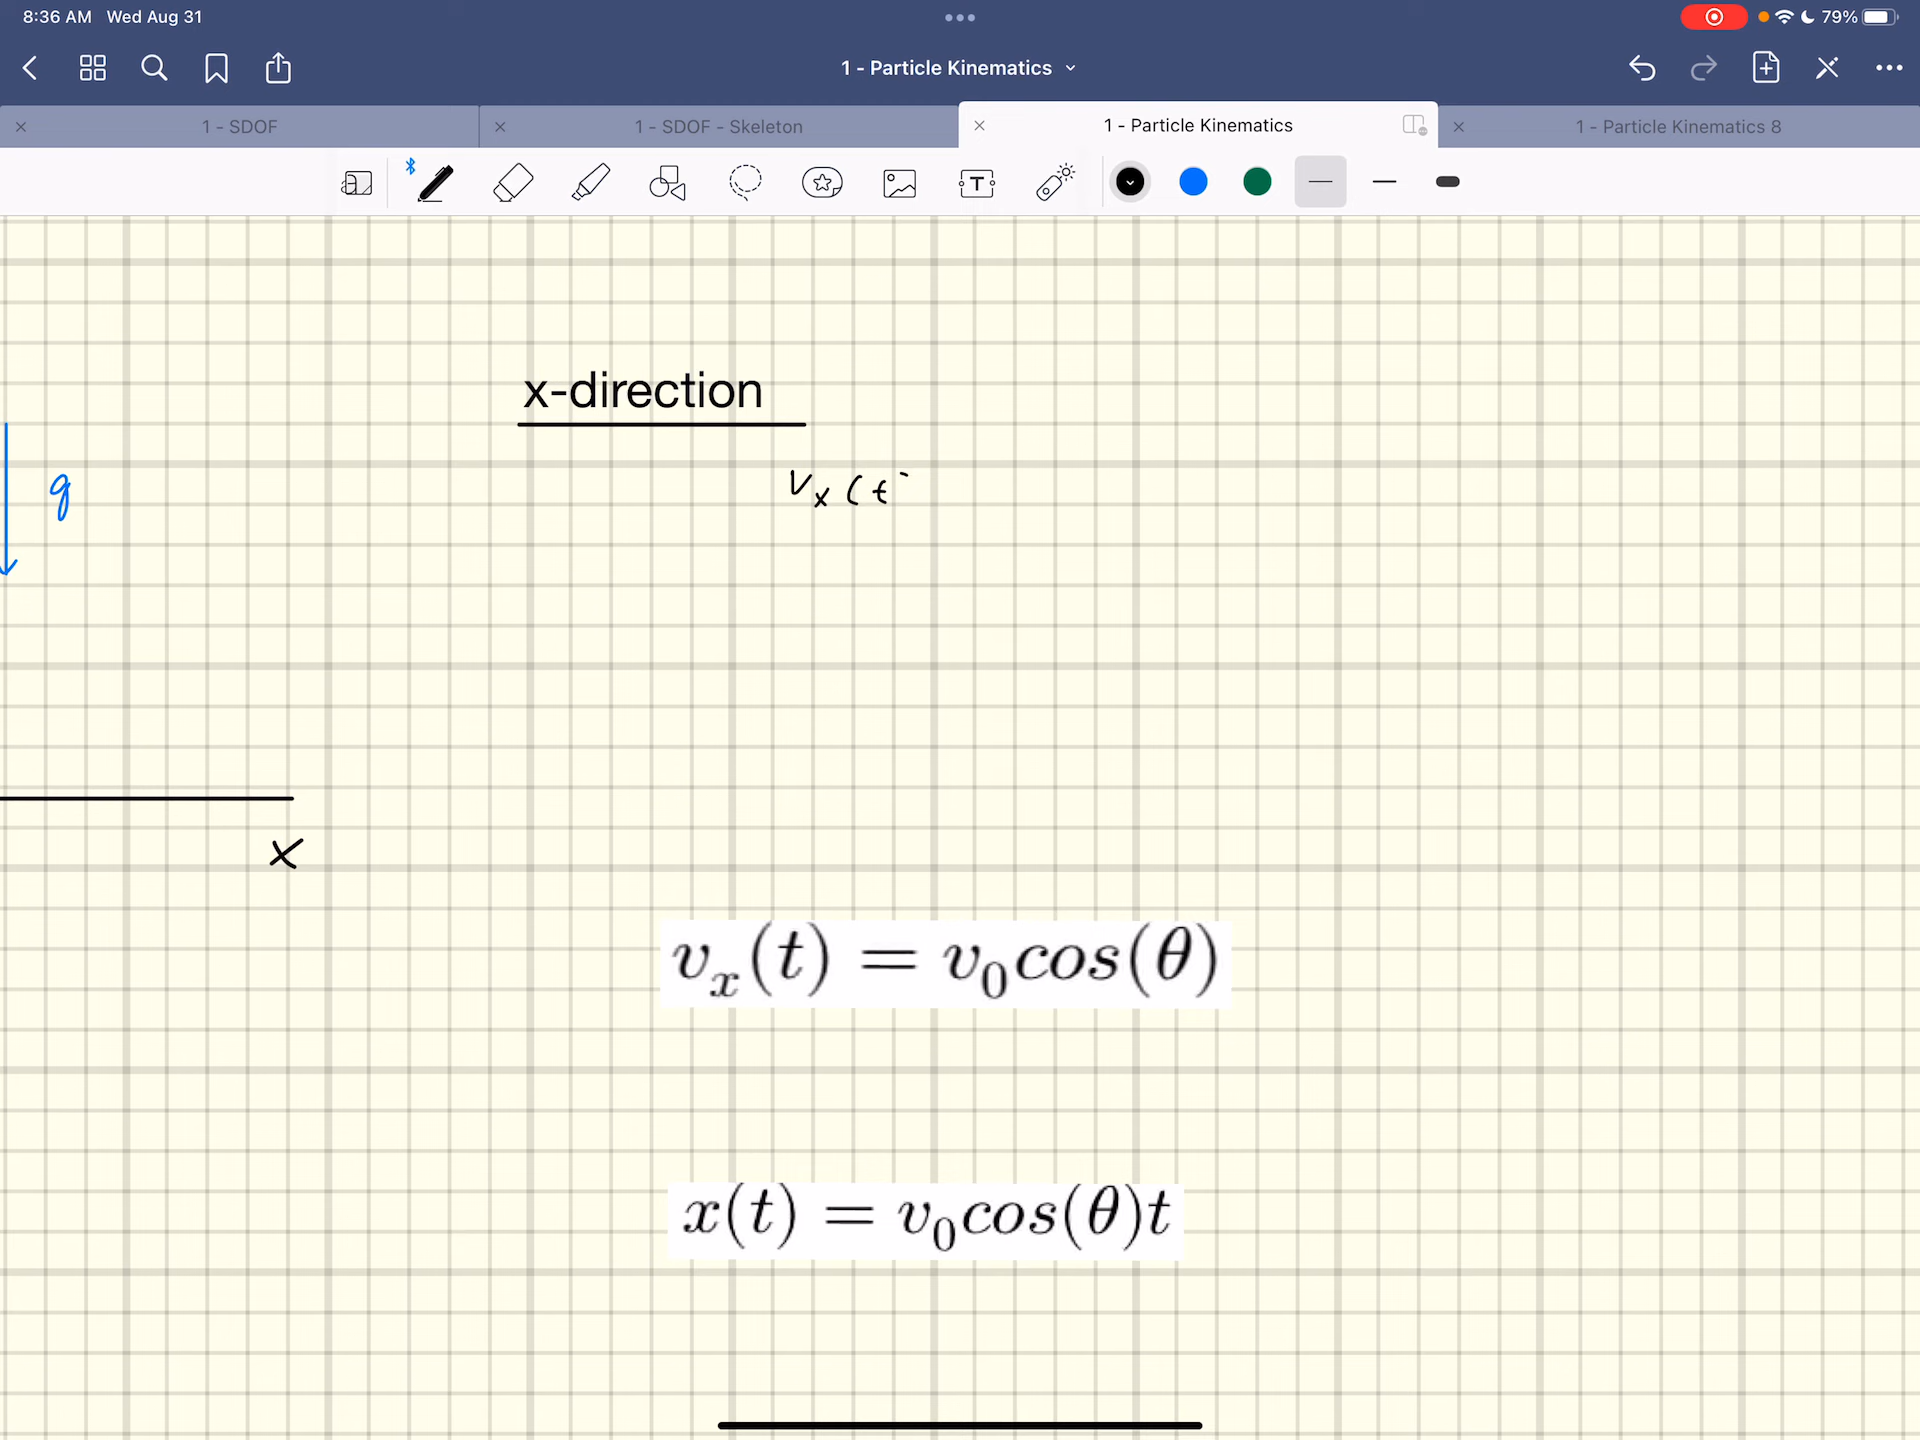 8:36 AM Wed Aug 31
79%
1 - Particle Kinematics
1 - SDOF
1 - SDOF - Skeleton
1 - Particle Kinematics
1 - Particle Kinematics 8
T
x-direction
v_x(t
g
x
v_x(t) = v_0cos(θ)
x(t) = v_0cos(θ)t